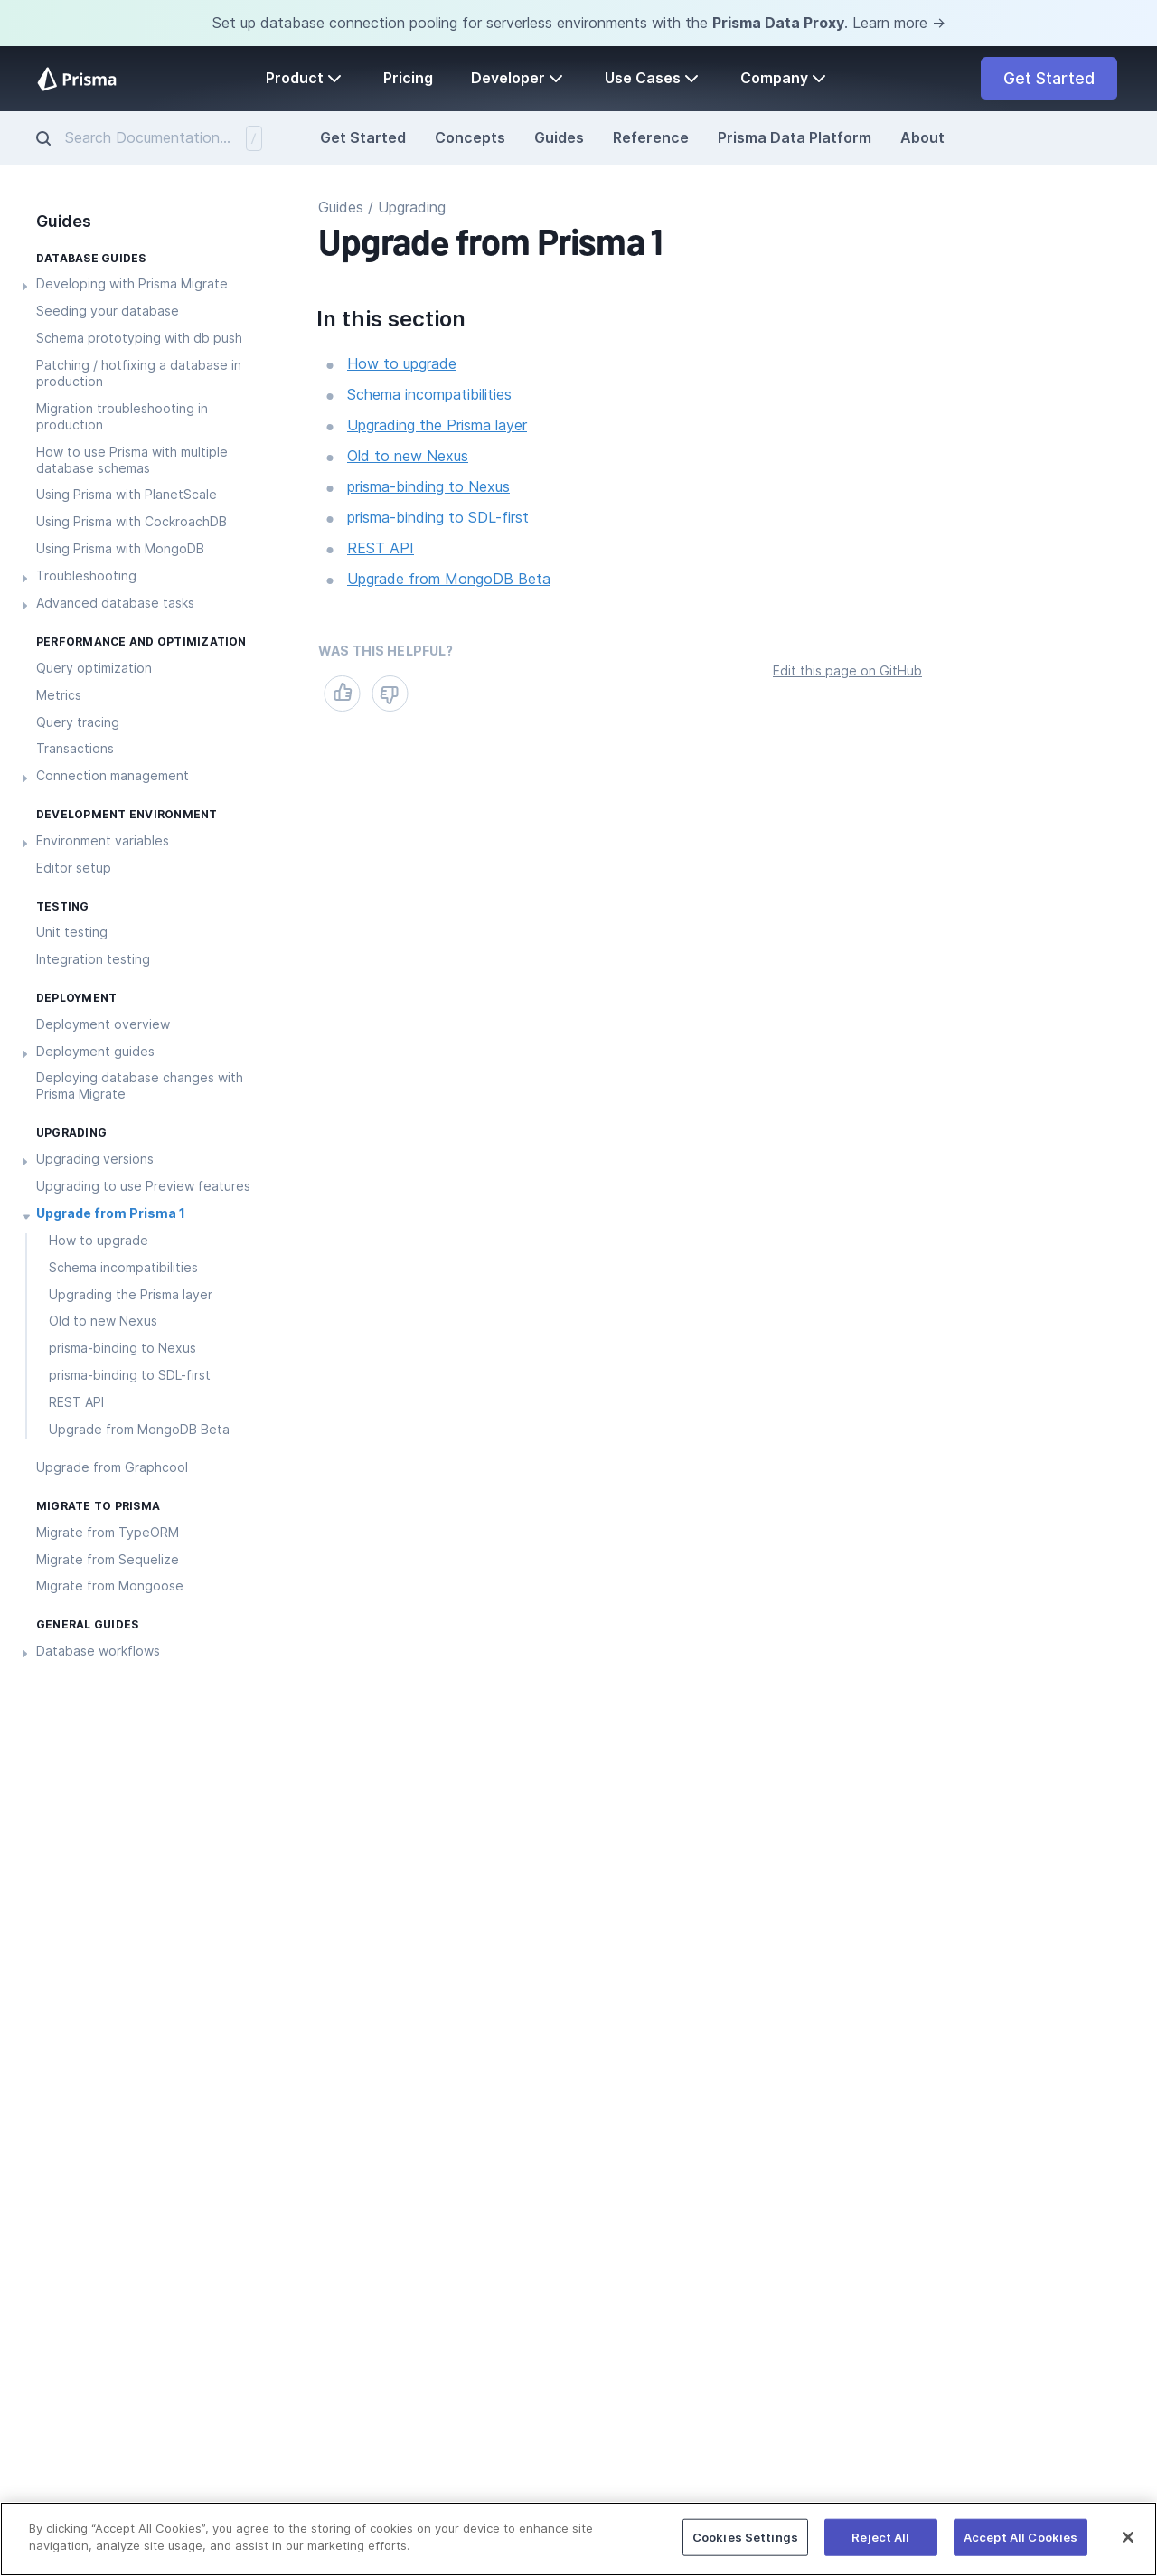 Set up database connection pooling for serverless environments with the Prisma Data Proxy. Learn more →
Prisma
Product
Pricing
Developer
Use Cases
Company
Get Started
Search Documentation...
/
Get Started
Concepts
Guides
Reference
Prisma Data Platform
About
Guides
DATABASE GUIDES
Developing with Prisma Migrate
Seeding your database
Schema prototyping with db push
Patching / hotfixing a database in
production
Migration troubleshooting in
production
How to use Prisma with multiple
database schemas
Using Prisma with PlanetScale
Using Prisma with CockroachDB
Using Prisma with MongoDB
Troubleshooting
Advanced database tasks
PERFORMANCE AND OPTIMIZATION
Query optimization
Metrics
Query tracing
Transactions
Connection management
DEVELOPMENT ENVIRONMENT
Environment variables
Editor setup
TESTING
Unit testing
Integration testing
DEPLOYMENT
Deployment overview
Deployment guides
Deploying database changes with
Prisma Migrate
UPGRADING
Upgrading versions
Upgrading to use Preview features
Upgrade from Prisma 1
How to upgrade
Schema incompatibilities
Upgrading the Prisma layer
Old to new Nexus
prisma-binding to Nexus
prisma-binding to SDL-first
REST API
Upgrade from MongoDB Beta
Upgrade from Graphcool
MIGRATE TO PRISMA
Migrate from TypeORM
Migrate from Sequelize
Migrate from Mongoose
GENERAL GUIDES
Database workflows
Guides / Upgrading
Upgrade from Prisma 1
In this section
How to upgrade
Schema incompatibilities
Upgrading the Prisma layer
Old to new Nexus
prisma-binding to Nexus
prisma-binding to SDL-first
REST API
Upgrade from MongoDB Beta
WAS THIS HELPFUL?
Edit this page on GitHub
By clicking “Accept All Cookies”, you agree to the storing of cookies on your device to enhance site
navigation, analyze site usage, and assist in our marketing efforts.
Cookies Settings
Reject All
Accept All Cookies